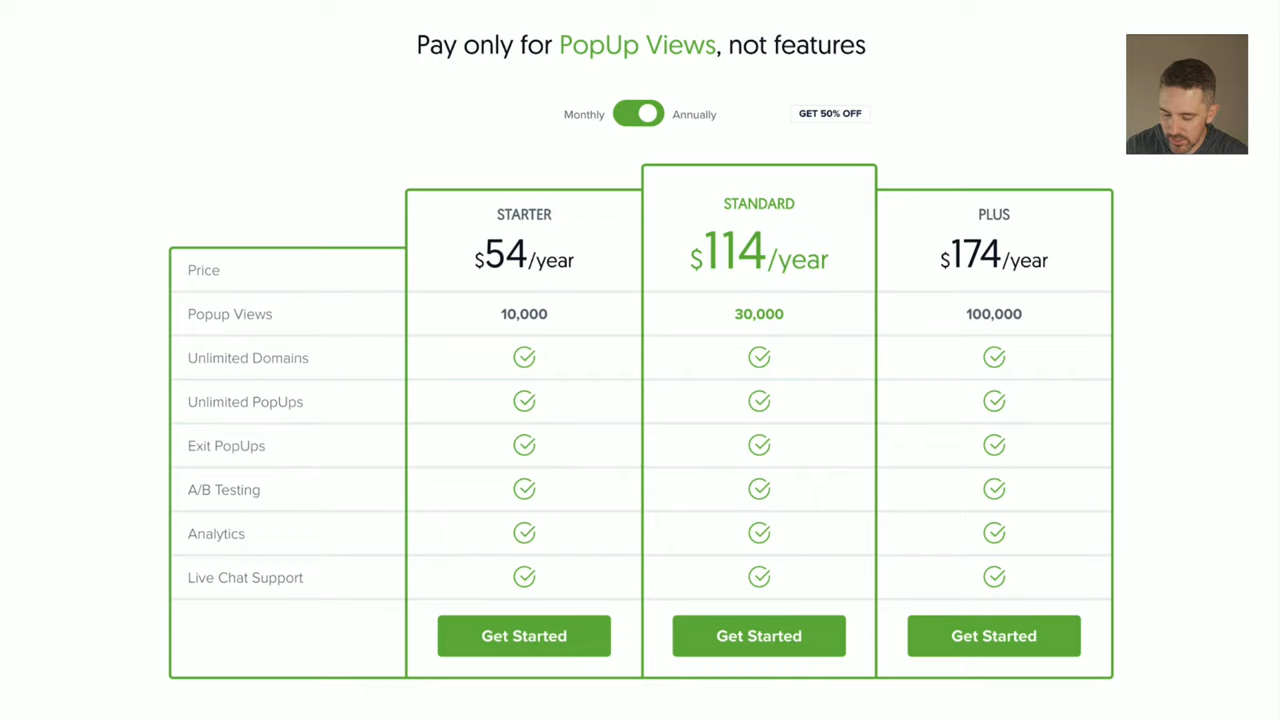 Pay only for PopUp Views, not features
Monthly Annually GET 50% OFF
STARTER STANDARD PLUS
Price $54/year $114/year $174/year
Popup Views 10,000 30,000 100,000
Unlimited Domains
Unlimited PopUps
Exit PopUps
A/B Testing
Analytics
Live Chat Support
Get Started Get Started Get Started